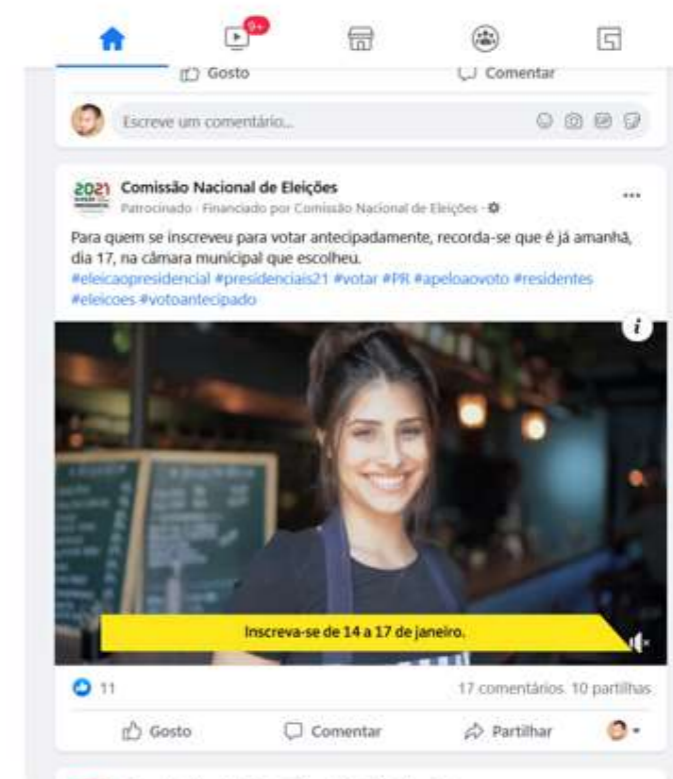 9+
Gosto Comentar
Escreve um comentário...
GIF
2021
Comissão Nacional de Eleições
Patrocinado · Financiado por Comissão Nacional de Eleições ·
Para quem se inscreveu para votar antecipadamente, recorda-se que é já amanhã,
dia 17, na câmara municipal que escolheu.
#eleicaopresidencial #presidenciais21 #votar #PR #apeloaovoto #residentes
#eleicoes #votoantecipado
i
Inscreva-se de 14 a 17 de janeiro.
11 17 comentários 10 partilhas
Gosto Comentar Partilhar